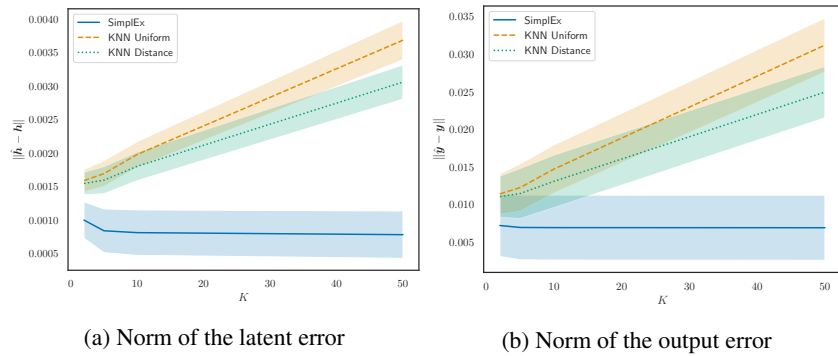 SimplEx
KNN Uniform
KNN Distance
0.0040
0.0035
0.0030
0.0025
0.0020
0.0015
0.0010
0.0005
‖ĥ − h‖
0 10 20 30 40 50
K
(a) Norm of the latent error
SimplEx
KNN Uniform
KNN Distance
0.035
0.030
0.025
0.020
0.015
0.010
0.005
‖ŷ − y‖
0 10 20 30 40 50
K
(b) Norm of the output error